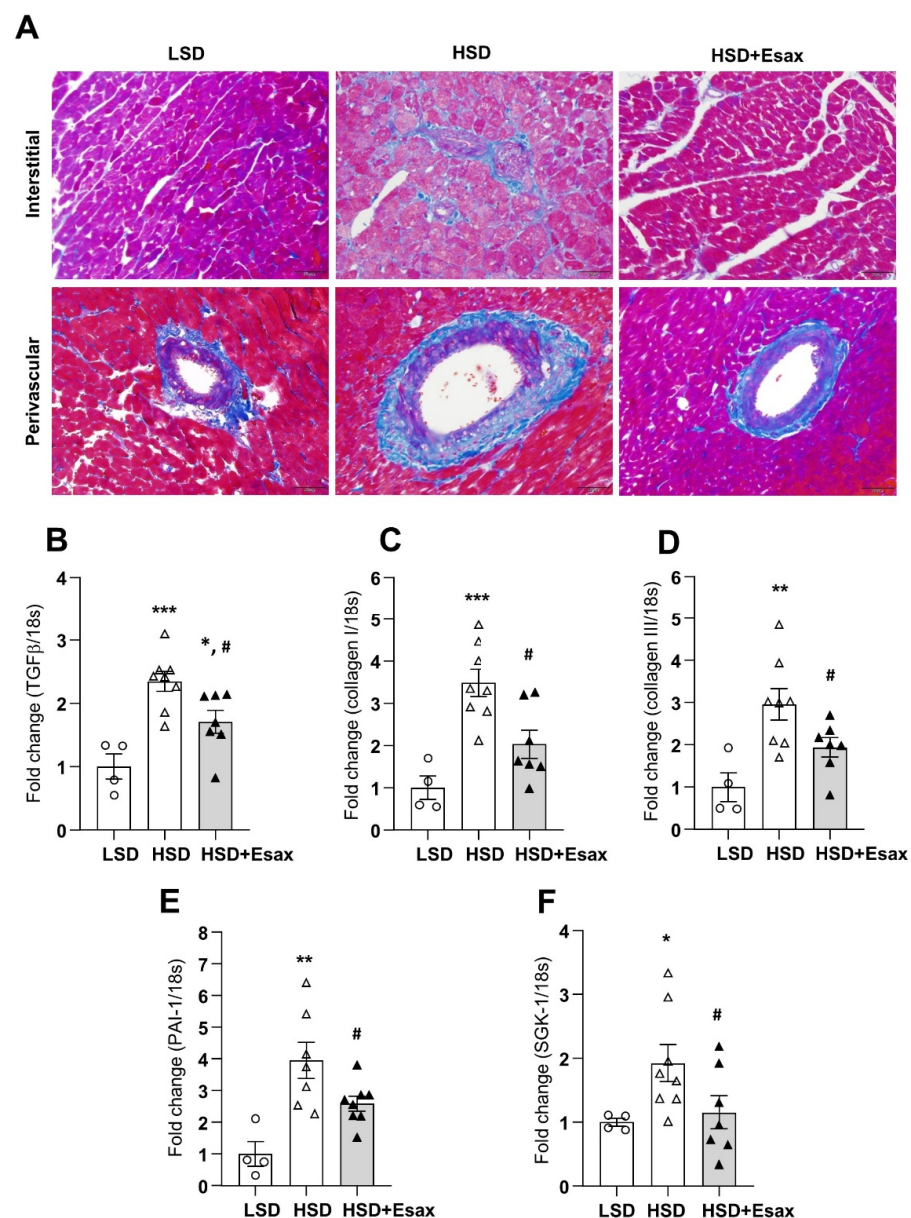 A
LSD HSD HSD+Esax
Interstitial
Perivascular
B
Fold change (TGFβ/18s)
4
3
2
1
0
***
*, #
LSD HSD HSD+Esax
C
Fold change (collagen I/18s)
6
5
4
3
2
1
0
***
#
LSD HSD HSD+Esax
D
Fold change (collagen III/18s)
6
5
4
3
2
1
0
**
#
LSD HSD HSD+Esax
E
Fold change (PAI-1/18s)
8
7
6
5
4
3
2
1
0
**
#
LSD HSD HSD+Esax
F
Fold change (SGK-1/18s)
4
3
2
1
0
*
#
LSD HSD HSD+Esax